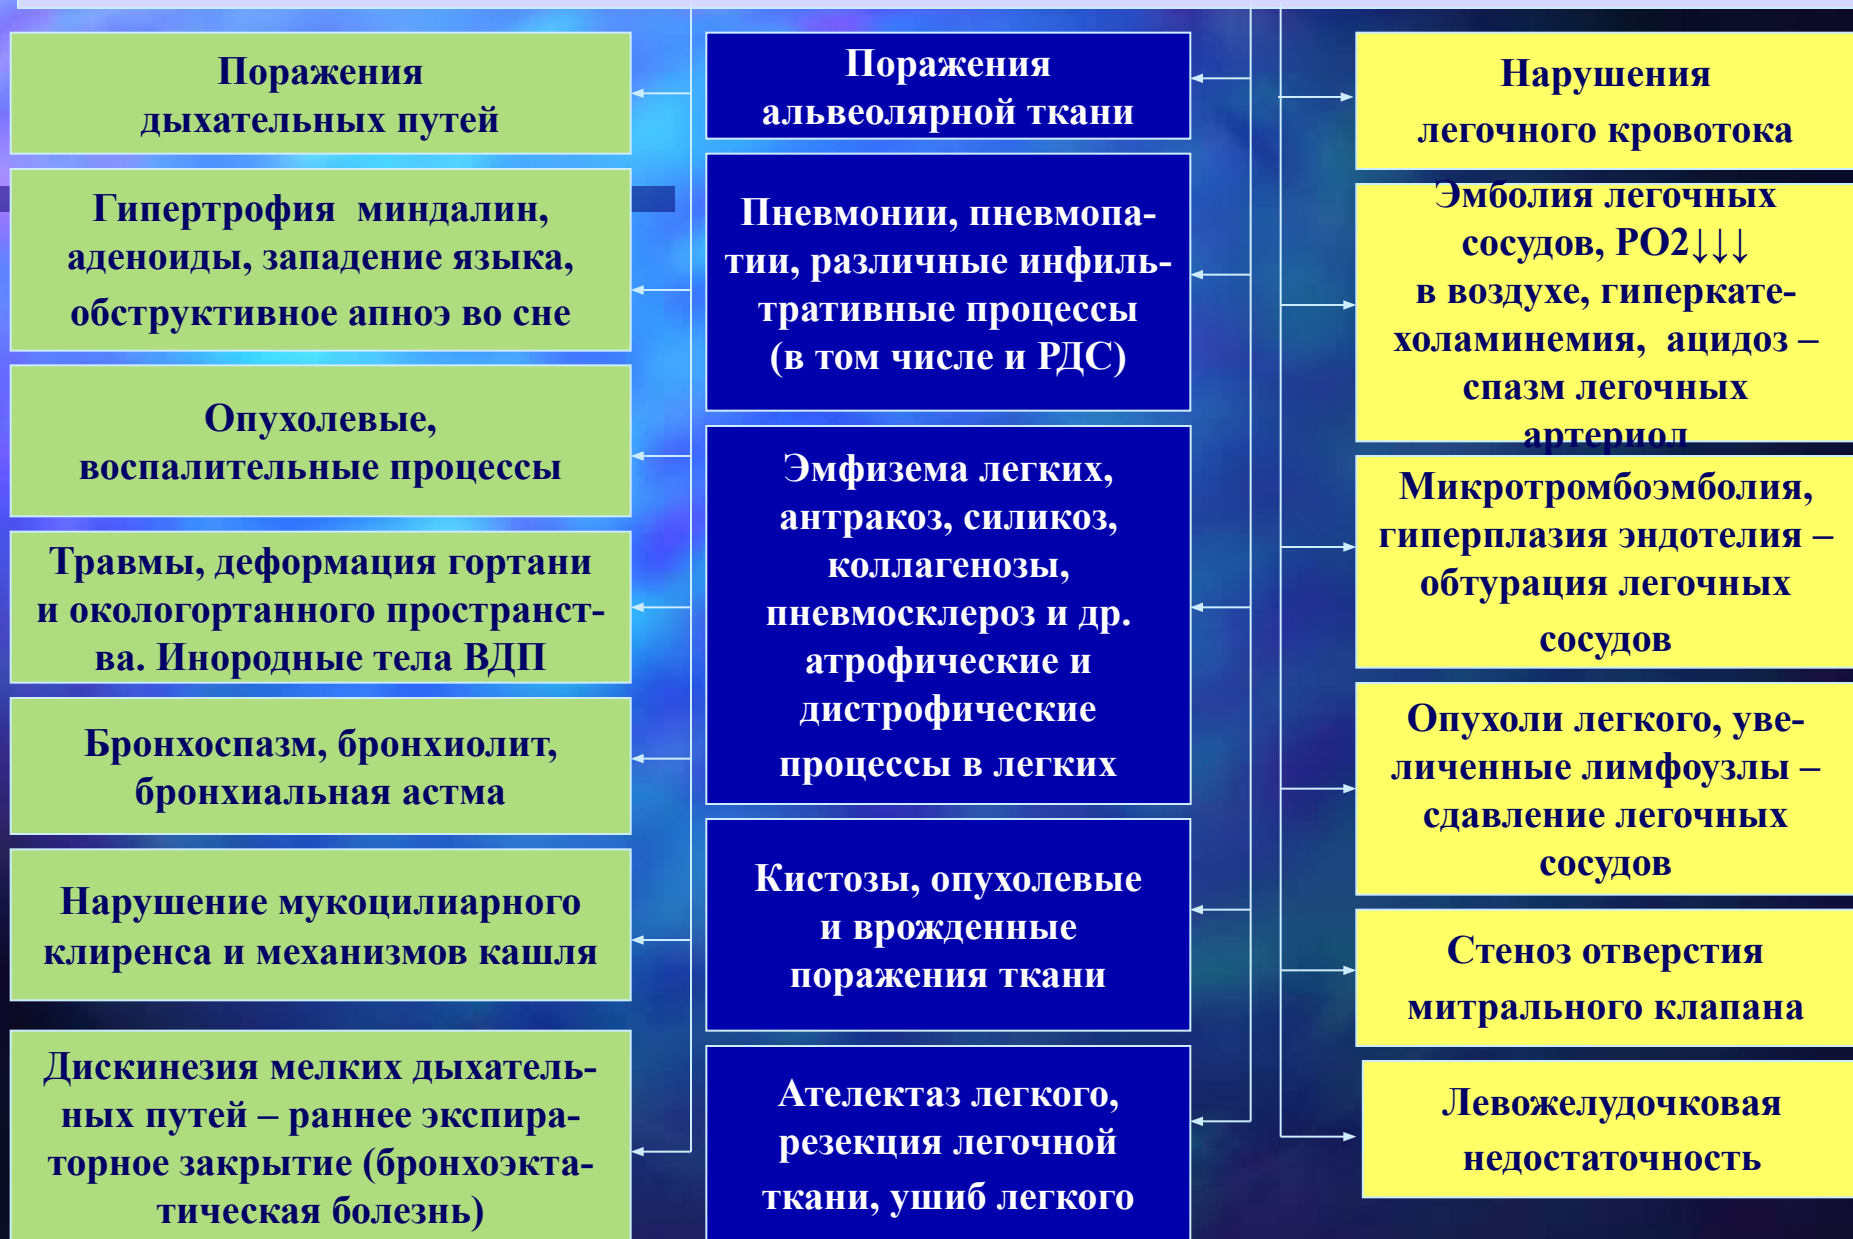 Поражения
дыхательных путей
Гипертрофия миндалин,
аденоиды, западение языка,
обструктивное апноэ во сне
Опухолевые,
воспалительные процессы
Травмы, деформация гортани
и окологортанного пространст-
ва. Инородные тела ВДП
Бронхоспазм, бронхиолит,
бронхиальная астма
Нарушение мукоцилиарного
клиренса и механизмов кашля
Дискинезия мелких дыхатель-
ных путей – раннее экспира-
торное закрытие (бронхоэкта-
тическая болезнь)
Поражения
альвеолярной ткани
Пневмонии, пневмопа-
тии, различные инфиль-
тративные процессы
(в том числе и РДС)
Эмфизема легких,
антракоз, силикоз,
коллагенозы,
пневмосклероз и др.
атрофические и
дистрофические
процессы в легких
Кистозы, опухолевые
и врожденные
поражения ткани
Ателектаз легкого,
резекция легочной
ткани, ушиб легкого
Нарушения
легочного кровотока
Эмболия легочных
сосудов, РО2↓↓↓
в воздухе, гиперкате-
холаминемия, ацидоз –
спазм легочных
артериол
Микротромбоэмболия,
гиперплазия эндотелия –
обтурация легочных
сосудов
Опухоли легкого, уве-
личенные лимфоузлы –
сдавление легочных
сосудов
Стеноз отверстия
митрального клапана
Левожелудочковая
недостаточность